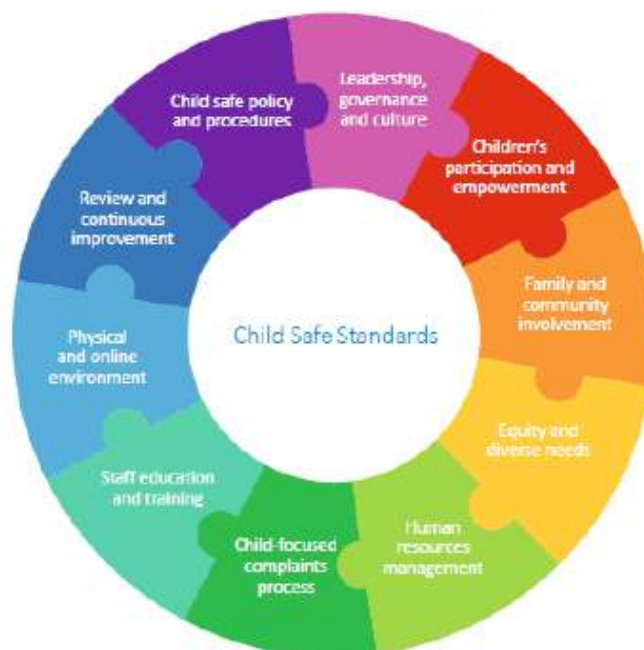 Leadership,
governance
and culture
Children's
participation and
empowerment
Family and
community
involvement
Equity and
diverse needs
Human
resources
management
Child-focused
complaints
process
Staff education
and training
Physical
and online
environment
Review and
continuous
improvement
Child safe policy
and procedures
Child Safe Standards